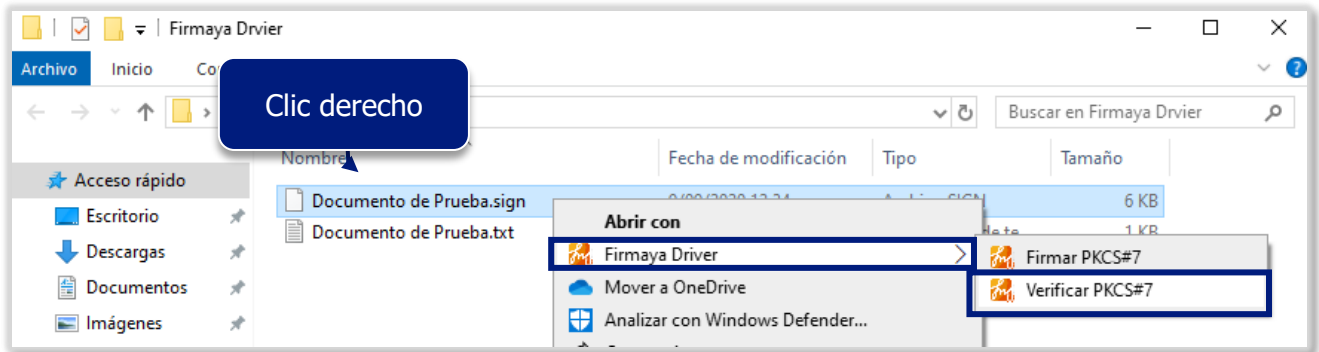 Firmaya Drvier
Archivo Inicio
Clic derecho
Buscar en Firmaya Drvier
Nombre Fecha de modificación Tipo Tamaño
Acceso rápido
Documento de Prueba.sign 6 KB
Escritorio
Abrir con
Documento de Prueba.txt 1 KB
Descargas
Firmaya Driver
Firmar PKCS#7
Documentos
Mover a OneDrive
Verificar PKCS#7
Imágenes
Analizar con Windows Defender...